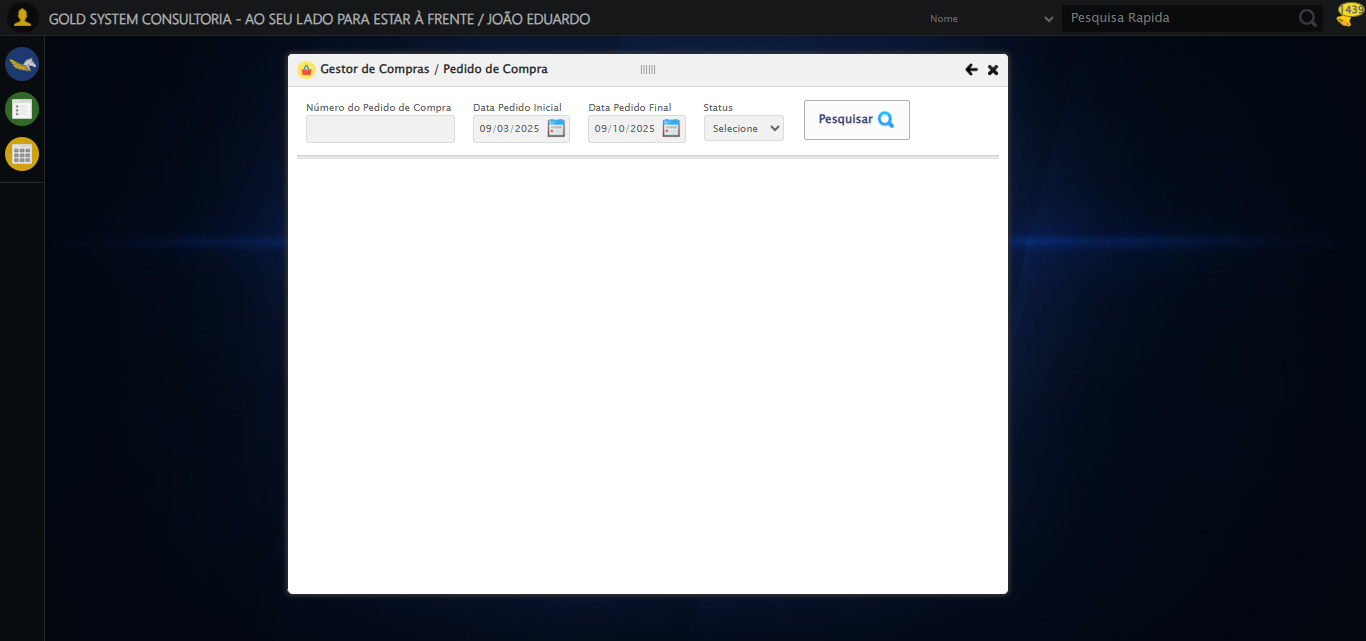 GOLD SYSTEM CONSULTORIA - AO SEU LADO PARA ESTAR À FRENTE / JOÃO EDUARDO
Nome
Pesquisa Rapida
1439
Gestor de Compras / Pedido de Compra
Número do Pedido de Compra
Data Pedido Inicial
Data Pedido Final
Status
09/03/2025
09/10/2025
Selecione
Pesquisar